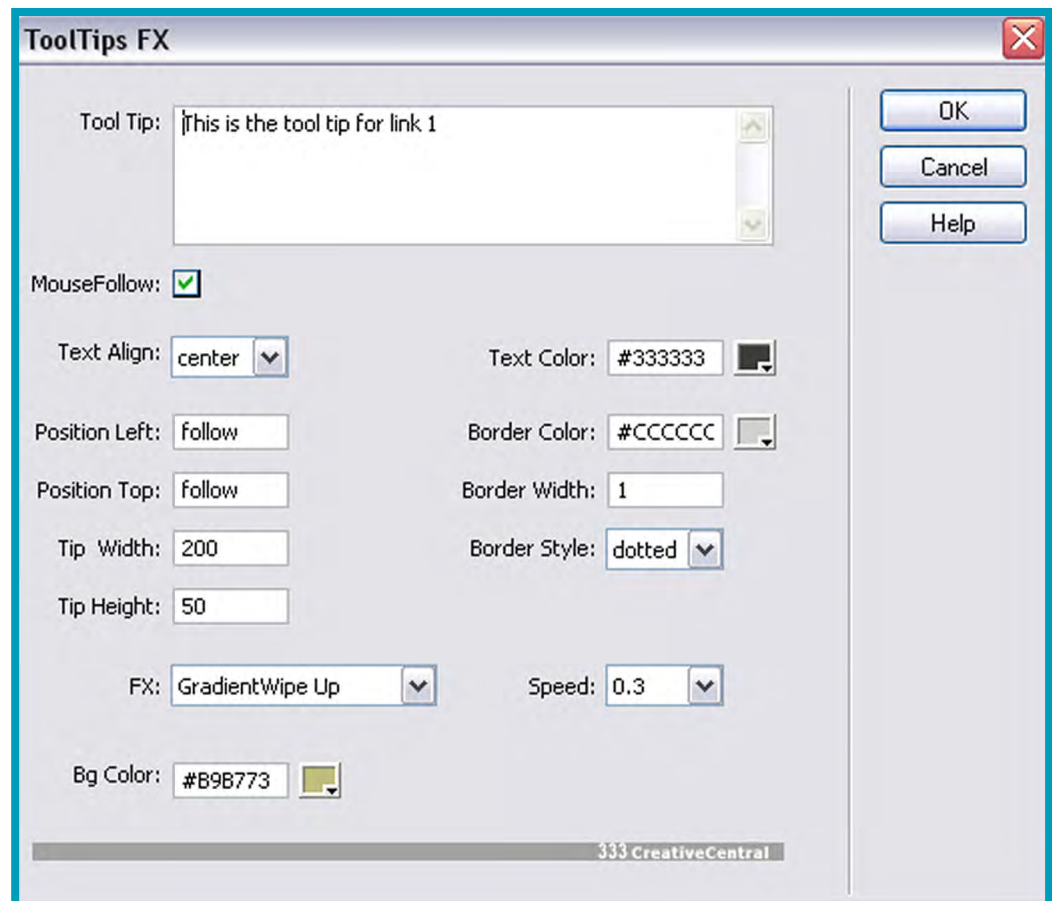 ToolTips FX
Tool Tip: This is the tool tip for link 1
OK
Cancel
Help
MouseFollow:
Text Align: center Text Color: #333333
Position Left: follow Border Color: #CCCCCC
Position Top: follow Border Width: 1
Tip Width: 200 Border Style: dotted
Tip Height: 50
FX: GradientWipe Up Speed: 0.3
Bg Color: #B9B773
333 CreativeCentral